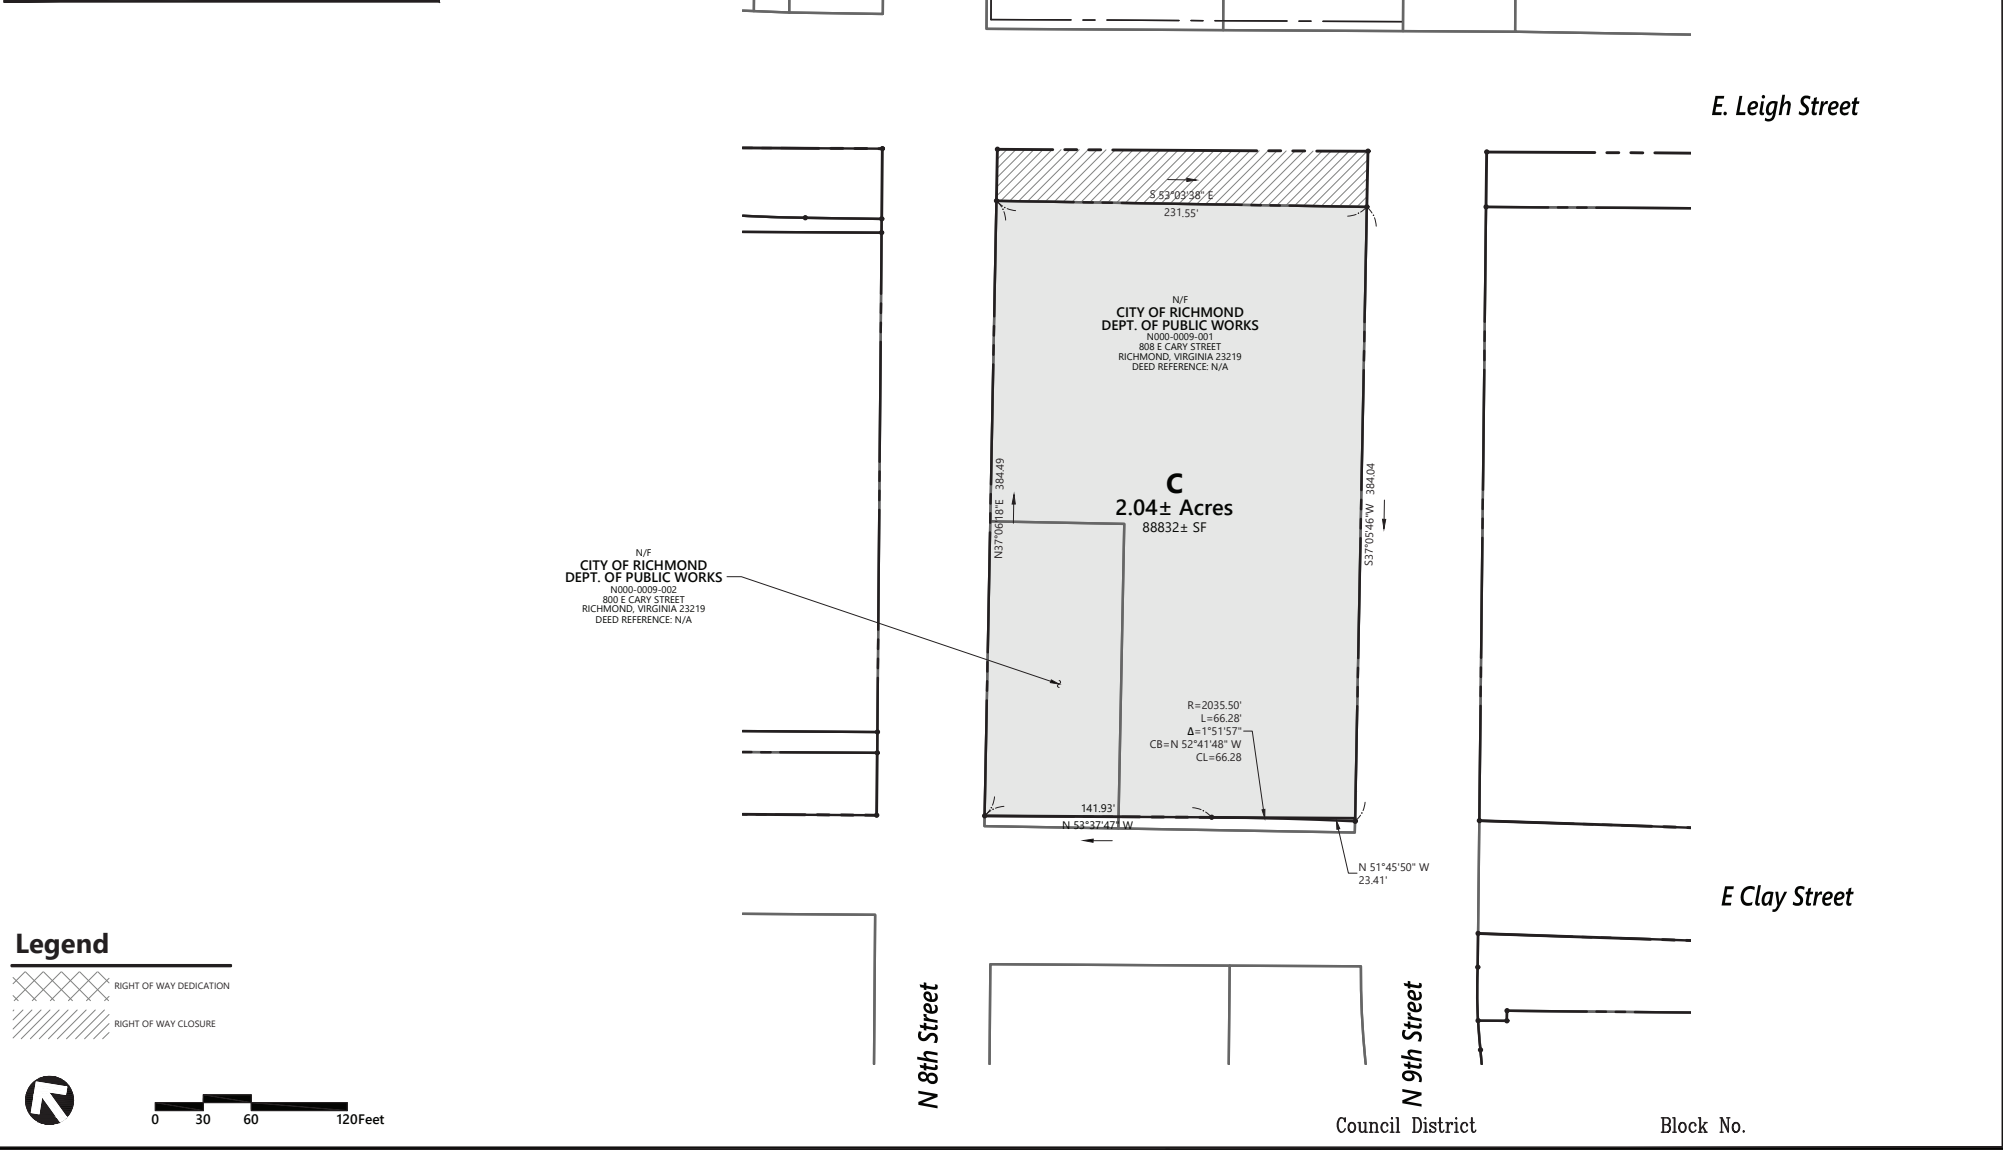 E. Leigh Street
S 53°03'38" E
231.55'
N/F
CITY OF RICHMOND
DEPT. OF PUBLIC WORKS
N000-0009-001
808 E CARY STREET
RICHMOND, VIRGINIA 23219
DEED REFERENCE: N/A
N37°06'18"E 384.49
C
2.04± Acres
88832± SF
S37°05'46"W 384.04
N/F
CITY OF RICHMOND
DEPT. OF PUBLIC WORKS
N000-0009-002
800 E CARY STREET
RICHMOND, VIRGINIA 23219
DEED REFERENCE: N/A
R=2035.50'
L=66.28'
Δ=1°51'57"
CB=N 52°41'48" W
CL=66.28
141.93'
N 53°37'47" W
N 51°45'50" W
23.41'
E Clay Street
Legend
RIGHT OF WAY DEDICATION
RIGHT OF WAY CLOSURE
N 8th Street
N 9th Street
0 30 60 120Feet
Council District Block No.